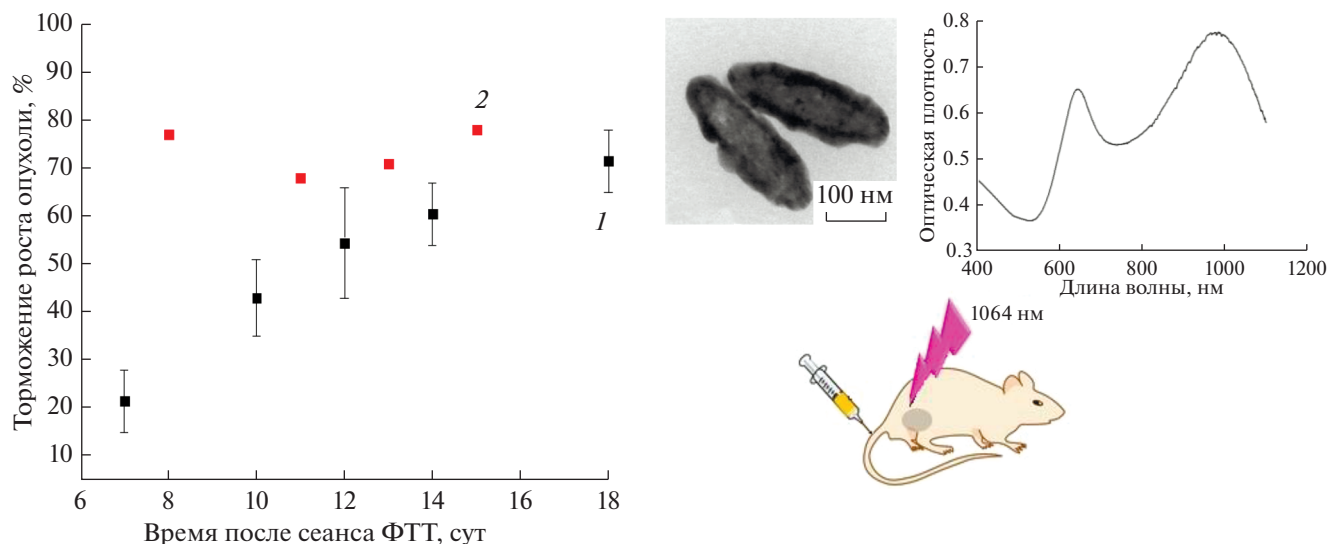 100
90
80
70
60
50
40
30
20
10
Торможение роста опухоли, %
2
1
6 8 10 12 14 16 18
Время после сеанса ФТТ, сут
100 нм
Оптическая плотность
0.8
0.7
0.6
0.5
0.4
0.3
400 600 800 1000 1200
Длина волны, нм
1064 нм